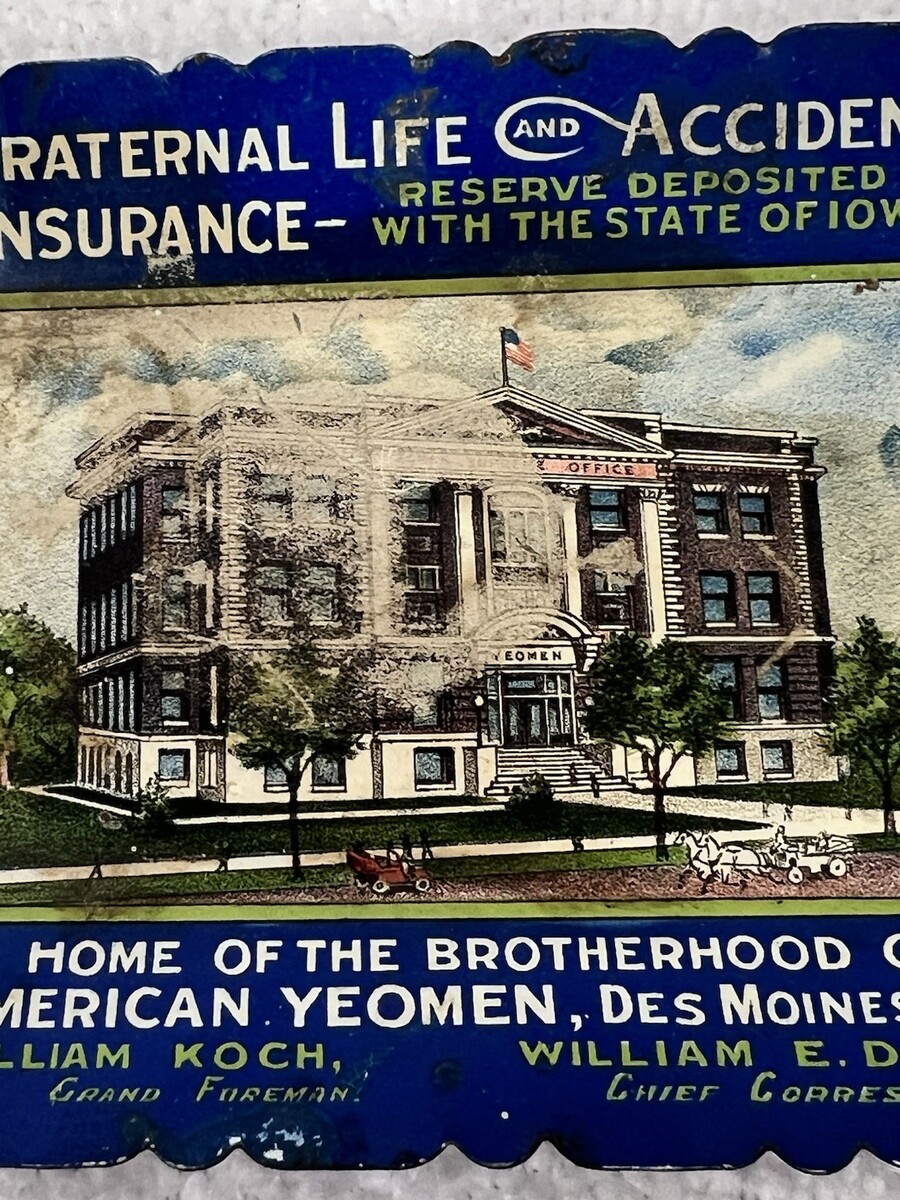 RATERNAL LIFE AND ACCIDEN
NSURANCE- RESERVE DEPOSITED
WITH THE STATE OF IOW
OFFICE
YEOMEN
HOME OF THE BROTHERHOOD O
MERICAN YEOMEN, DES MOINES
LLIAM KOCH, WILLIAM E. D
GRAND FOREMAN. CHIEF CORRES